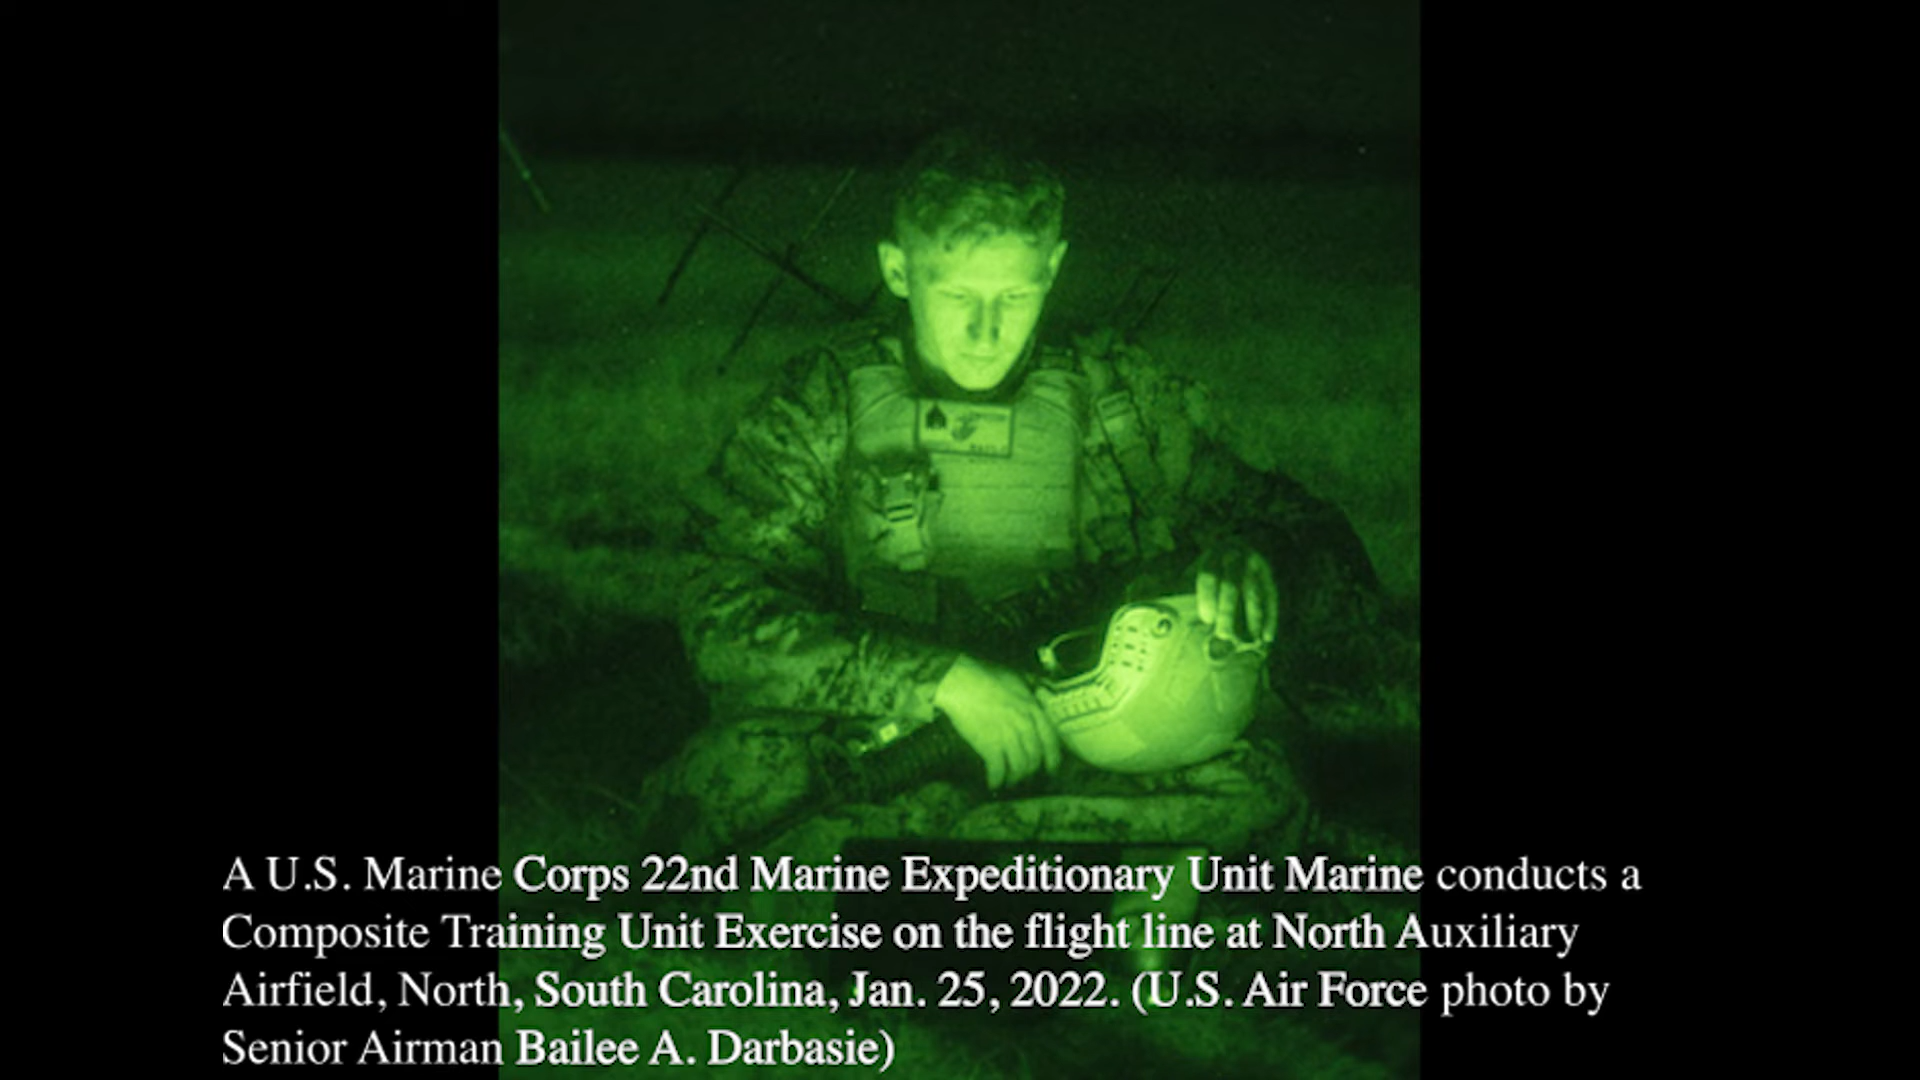 A U.S. Marine Corps 22nd Marine Expeditionary Unit Marine conducts a
Composite Training Unit Exercise on the flight line at North Auxiliary
Airfield, North, South Carolina, Jan. 25, 2022. (U.S. Air Force photo by
Senior Airman Bailee A. Darbasie)